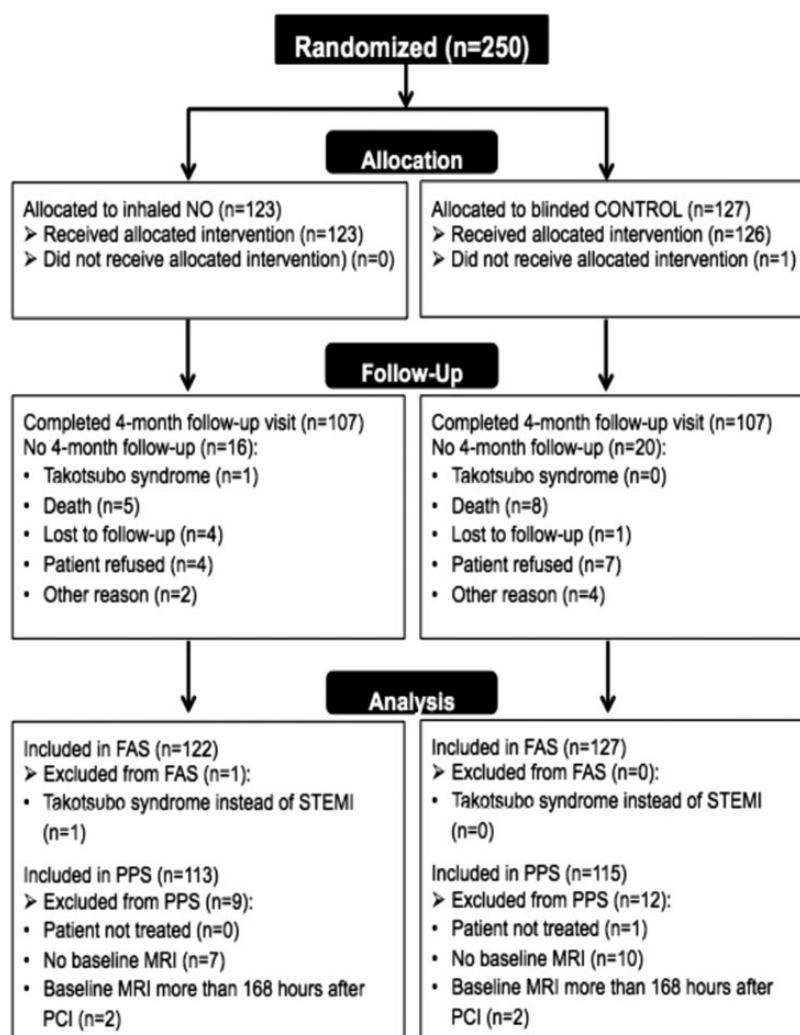 Randomized (n=250)
Allocation
Allocated to inhaled NO (n=123)
➢ Received allocated intervention (n=123)
➢ Did not receive allocated intervention) (n=0)
Allocated to blinded CONTROL (n=127)
➢ Received allocated intervention (n=126)
➢ Did not receive allocated intervention (n=1)
Follow-Up
Completed 4-month follow-up visit (n=107)
No 4-month follow-up (n=16):
• Takotsubo syndrome (n=1)
• Death (n=5)
• Lost to follow-up (n=4)
• Patient refused (n=4)
• Other reason (n=2)
Completed 4-month follow-up visit (n=107)
No 4-month follow-up (n=20):
• Takotsubo syndrome (n=0)
• Death (n=8)
• Lost to follow-up (n=1)
• Patient refused (n=7)
• Other reason (n=4)
Analysis
Included in FAS (n=122)
➢ Excluded from FAS (n=1):
• Takotsubo syndrome instead of STEMI
(n=1)
Included in PPS (n=113)
➢ Excluded from PPS (n=9):
• Patient not treated (n=0)
• No baseline MRI (n=7)
• Baseline MRI more than 168 hours after
PCI (n=2)
Included in FAS (n=127)
➢ Excluded from FAS (n=0):
• Takotsubo syndrome instead of STEMI
(n=0)
Included in PPS (n=115)
➢ Excluded from PPS (n=12):
• Patient not treated (n=1)
• No baseline MRI (n=10)
• Baseline MRI more than 168 hours after
PCI (n=2)